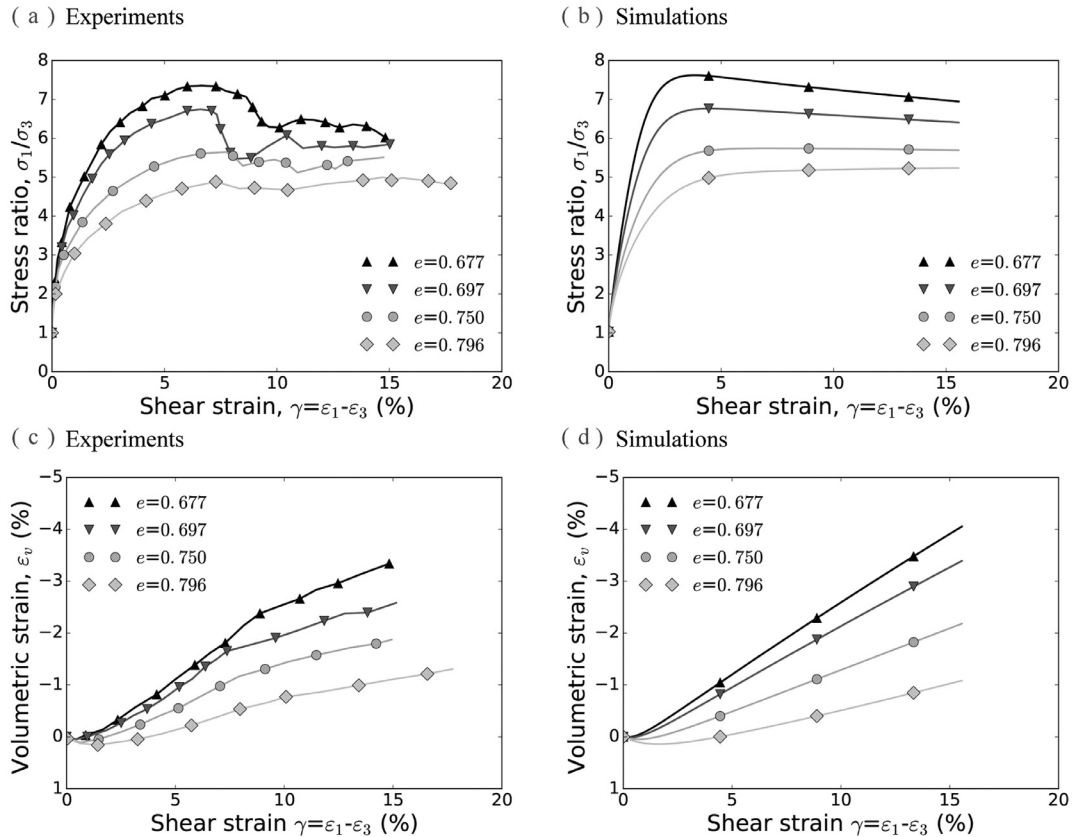 ( a ) Experiments
8
7
6
5
4
3
2
1
0
Stress ratio, σ₁/σ₃
e=0.677
e=0.697
e=0.750
e=0.796
0 5 10 15 20
Shear strain, γ=ε₁-ε₃ (%)
( b ) Simulations
8
7
6
5
4
3
2
1
0
Stress ratio, σ₁/σ₃
e=0.677
e=0.697
e=0.750
e=0.796
0 5 10 15 20
Shear strain, γ=ε₁-ε₃ (%)
( c ) Experiments
−5
−4
−3
−2
−1
0
1
Volumetric strain, εᵥ (%)
e=0.677
e=0.697
e=0.750
e=0.796
0 5 10 15 20
Shear strain γ=ε₁-ε₃ (%)
( d ) Simulations
−5
−4
−3
−2
−1
0
1
Volumetric strain, εᵥ (%)
e=0.677
e=0.697
e=0.750
e=0.796
0 5 10 15 20
Shear strain γ=ε₁-ε₃ (%)